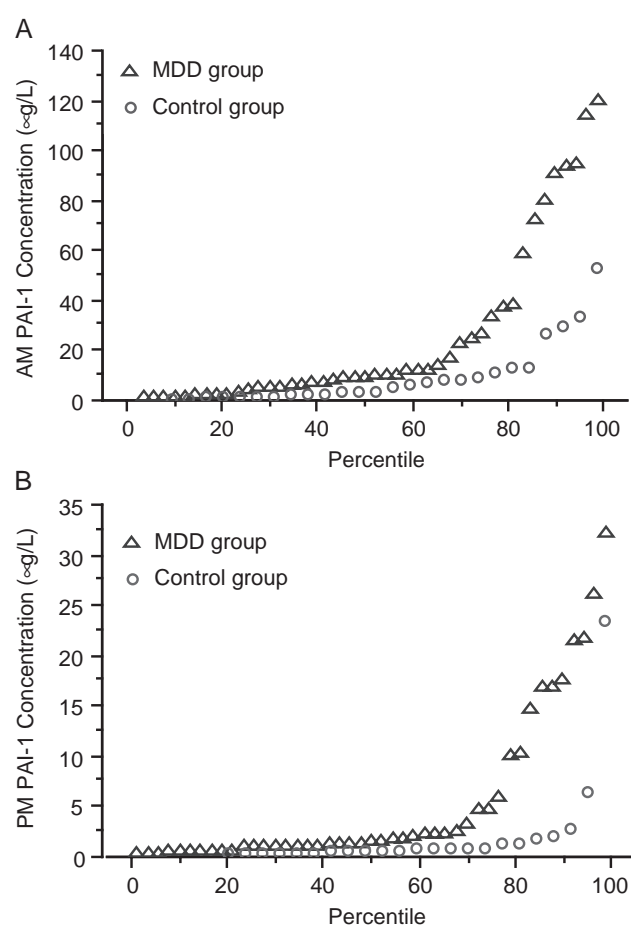 A
AM PAI-1 Concentration (∝g/L)
140
120
100
80
60
40
20
0
MDD group
Control group
0 20 40 60 80 100
Percentile
B
PM PAI-1 Concentration (∝g/L)
35
30
25
20
15
10
5
0
MDD group
Control group
0 20 40 60 80 100
Percentile